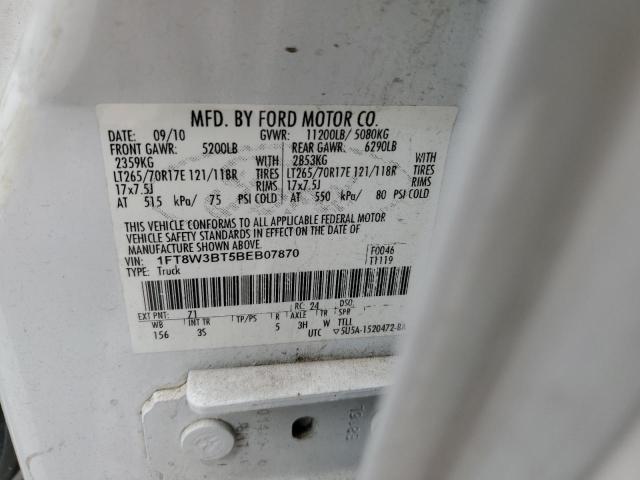 MFD. BY FORD MOTOR CO.
DATE: 09/10 GVWR: 11200LB/ 5080KG
FRONT GAWR: 5200LB REAR GAWR: 6290LB
2359KG WITH 2853KG WITH
LT265/70R17E 121/118R TIRES LT265/70R17E 121/118R TIRES
17x7.5J RIMS 17x7.5J RIMS
AT 515 kPa/ 75 PSI COLD AT 550 kPa/ 80 PSI COLD
THIS VEHICLE CONFORMS TO ALL APPLICABLE FEDERAL MOTOR
VEHICLE SAFETY STANDARDS IN EFFECT ON THE DATE OF
MANUFACTURE SHOWN ABOVE.
VIN: 1FT8W3BT5BEB07870 F0046
TYPE: Truck T1119
EXT PNT: Z1 RC: 24 DSO:
WB INT TR TP/PS R AXLE TR SPR
156 3S 5 3H W TTLL
UTC ▽5U5A-1520472-BA